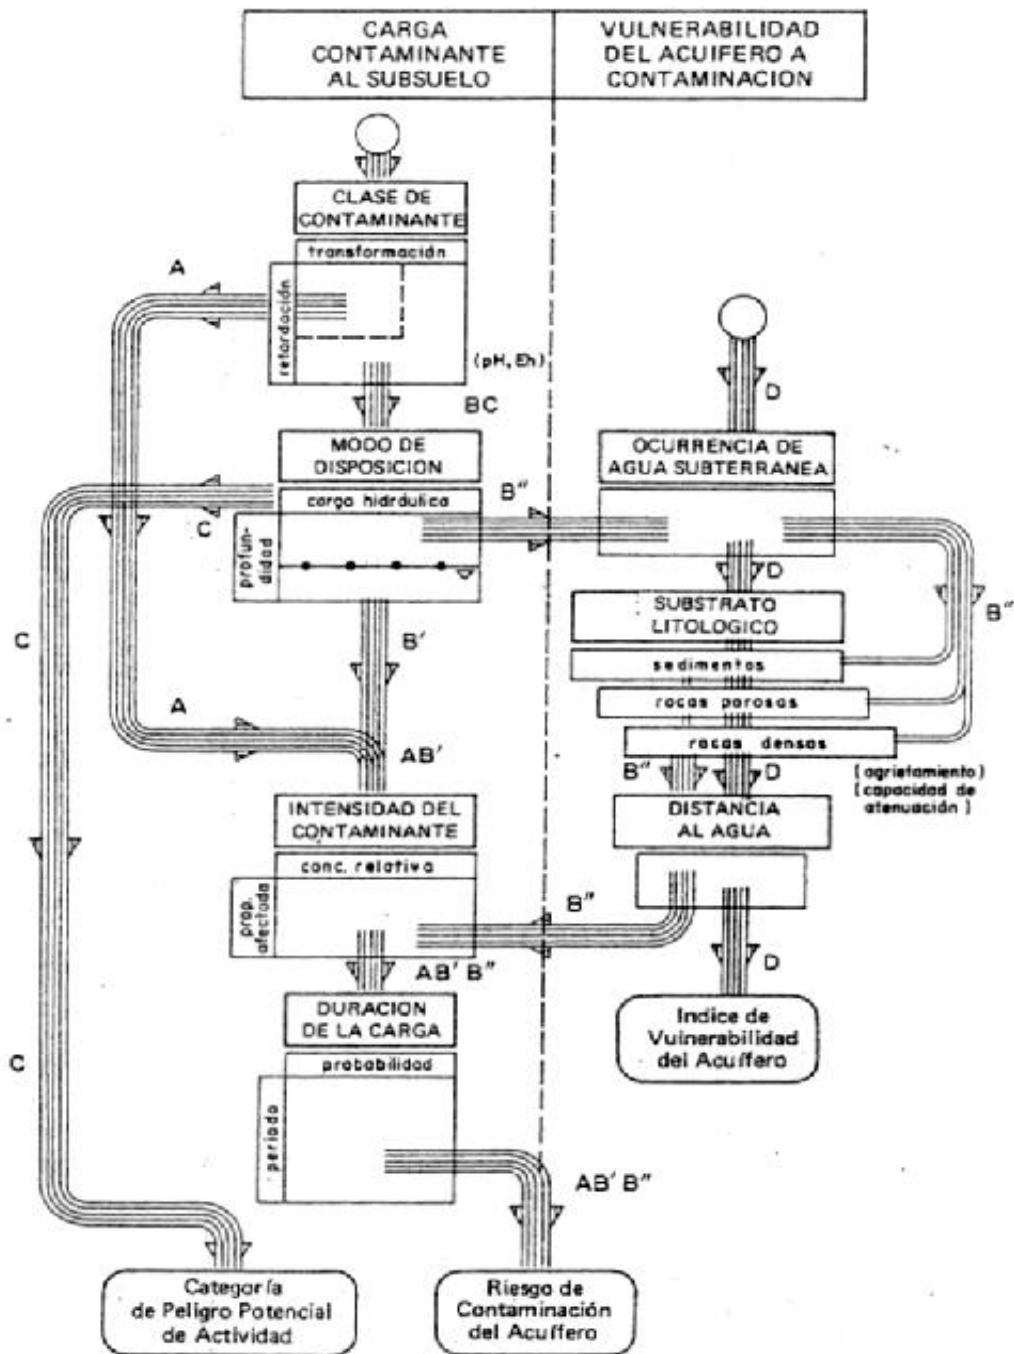 CARGA
CONTAMINANTE
AL SUBSUELO
VULNERABILIDAD
DEL ACUIFERO A
CONTAMINACION
CLASE DE
CONTAMINANTE
transformación
retardación
A
(pH, Eh)
BC
D
MODO DE
DISPOSICION
carga hidráulica
profun-
didad
C
B"
OCURRENCIA DE
AGUA SUBTERRANEA
D
B"
SUBSTRATO
LITOLOGICO
sedimentos
rocas porosas
rocas densas
(agrietamiento)
(capacidad de
atenuación)
C
B'
A
AB'
B"
D
INTENSIDAD DEL
CONTAMINANTE
conc. relativa
prop.
afectada
DISTANCIA
AL AGUA
B"
AB' B"
D
DURACION
DE LA CARGA
probabilidad
periodo
Indice de
Vulnerabilidad
del Acuífero
C
AB' B"
Categoría
de Peligro Potencial
de Actividad
Riesgo de
Contaminación
del Acuífero